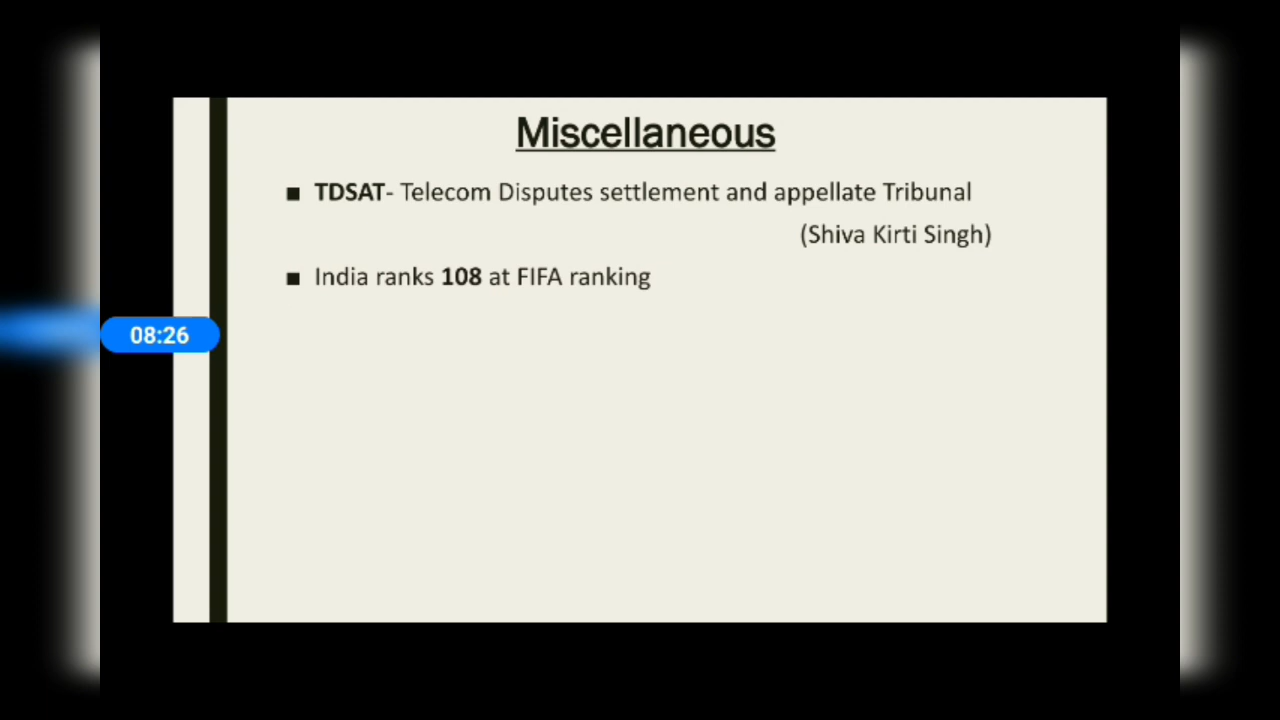 Miscellaneous
■ TDSAT- Telecom Disputes settlement and appellate Tribunal
(Shiva Kirti Singh)
■ India ranks 108 at FIFA ranking
08:26